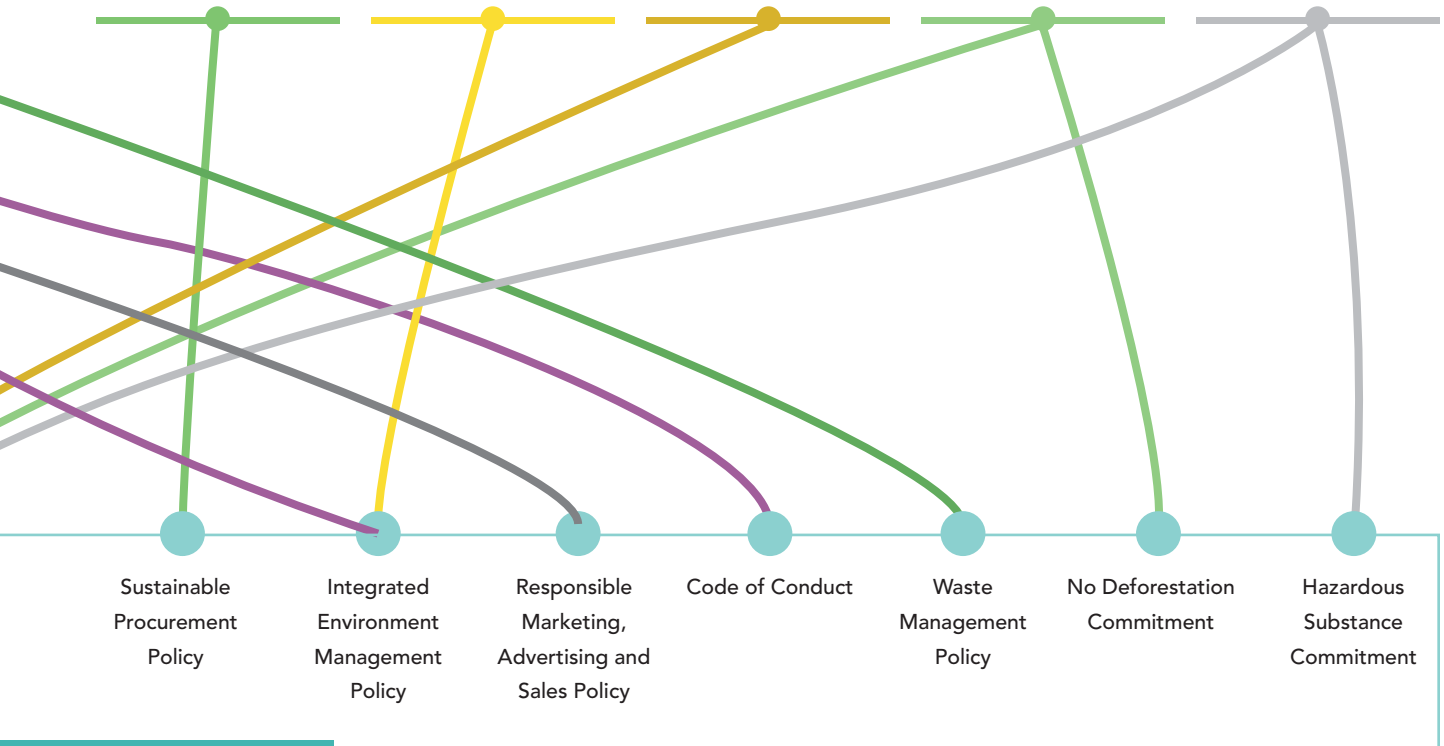 Sustainable
Procurement
Policy
Integrated
Environment
Management
Policy
Responsible
Marketing,
Advertising and
Sales Policy
Code of Conduct
Waste
Management
Policy
No Deforestation
Commitment
Hazardous
Substance
Commitment